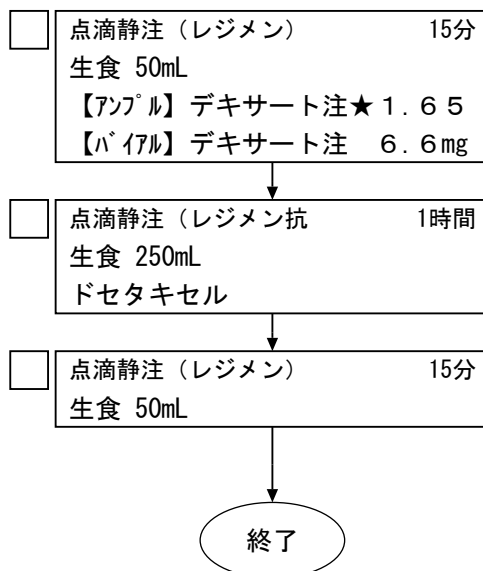 点滴静注（レジメン） 15分
生食 50mL
【ｱﾝﾌﾟﾙ】デキサート注★１．６５
【ﾊﾞｲｱﾙ】デキサート注　６．６mg
点滴静注（レジメン抗 1時間
生食 250mL
ドセタキセル
点滴静注（レジメン） 15分
生食 50mL
終了